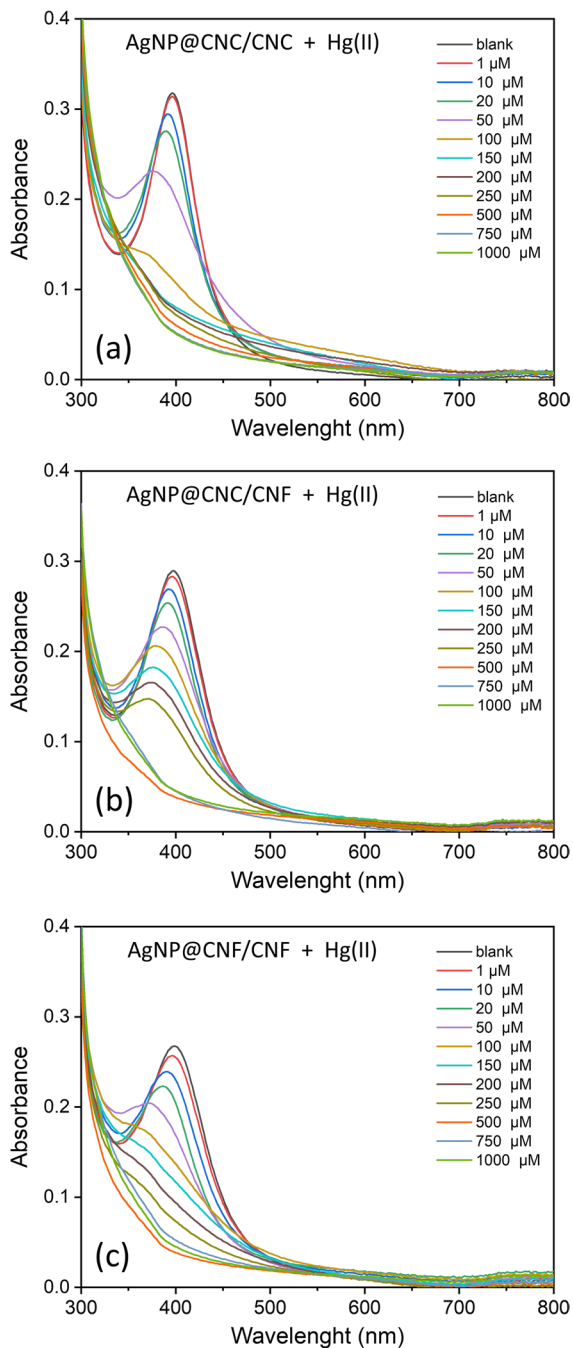 AgNP@CNC/CNC + Hg(II)
0.4
0.3
0.2
0.1
0.0
Absorbance
blank
1 µM
10 µM
20 µM
50 µM
100 µM
150 µM
200 µM
250 µM
500 µM
750 µM
1000 µM
(a)
300 400 500 600 700 800
Wavelenght (nm)
AgNP@CNC/CNF + Hg(II)
0.4
0.3
0.2
0.1
0.0
Absorbance
blank
1 µM
10 µM
20 µM
50 µM
100 µM
150 µM
200 µM
250 µM
500 µM
750 µM
1000 µM
(b)
300 400 500 600 700 800
Wavelenght (nm)
AgNP@CNF/CNF + Hg(II)
0.4
0.3
0.2
0.1
0.0
Absorbance
blank
1 µM
10 µM
20 µM
50 µM
100 µM
150 µM
200 µM
250 µM
500 µM
750 µM
1000 µM
(c)
300 400 500 600 700 800
Wavelenght (nm)